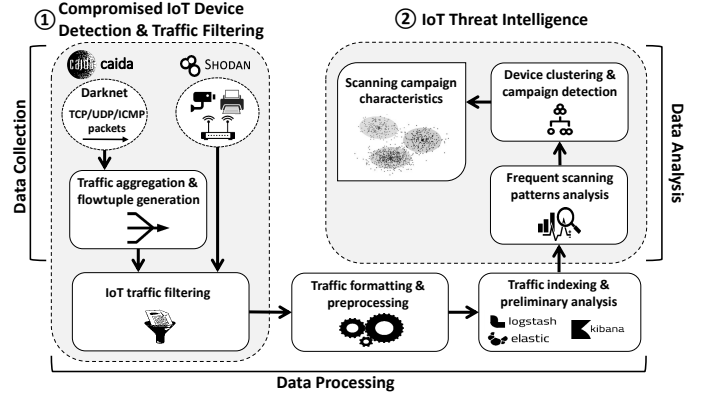 1 Compromised IoT Device
Detection & Traffic Filtering
2 IoT Threat Intelligence
caida caida
SHODAN
Darknet
TCP/UDP/ICMP
packets
Traffic aggregation &
flowtuple generation
IoT traffic filtering
Data Collection
Scanning campaign
characteristics
Device clustering &
campaign detection
Frequent scanning
patterns analysis
Data Analysis
Traffic formatting &
preprocessing
Traffic indexing &
preliminary analysis
logstash
elastic
kibana
Data Processing